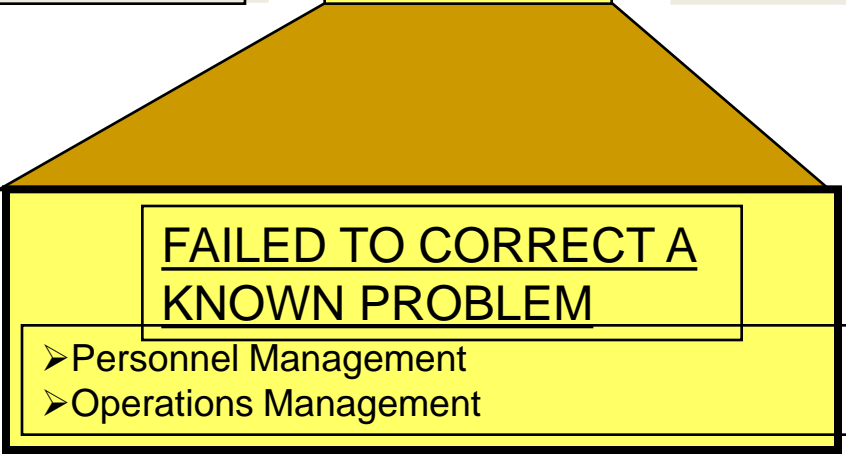 FAILED TO CORRECT A
KNOWN PROBLEM
➢Personnel Management
➢Operations Management